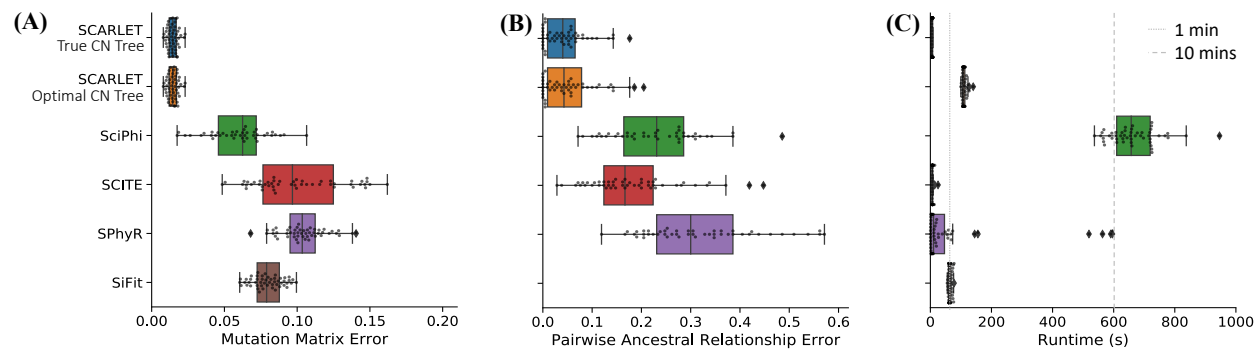 (A)
SCARLET
True CN Tree
SCARLET
Optimal CN Tree
SciPhi
SCITE
SPhyR
SiFit
0.00 0.05 0.10 0.15 0.20
Mutation Matrix Error
(B)
0.0 0.1 0.2 0.3 0.4 0.5 0.6
Pairwise Ancestral Relationship Error
(C)
1 min
10 mins
0 200 400 600 800 1000
Runtime (s)